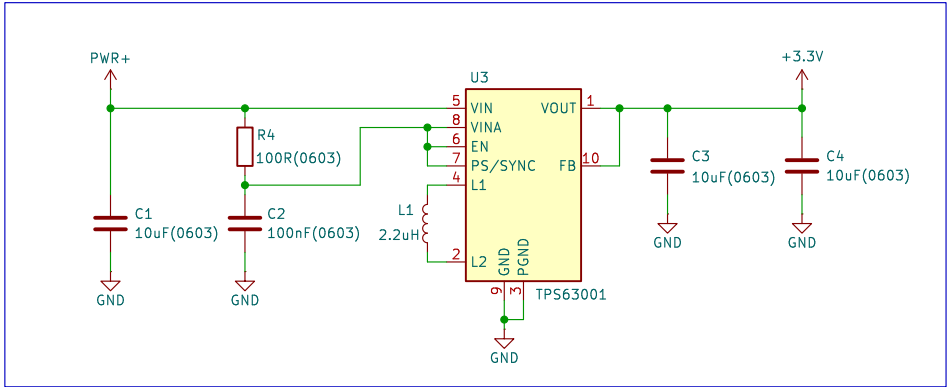 PWR+
+3.3V
U3
5 VIN
VOUT 1
8 VINA
6 EN
7 PS/SYNC
FB 10
4 L1
2 L2
GND
PGND
9
3
TPS63001
GND
R4
100R(0603)
C1
10uF(0603)
GND
C2
100nF(0603)
GND
L1
2.2uH
C3
10uF(0603)
GND
C4
10uF(0603)
GND